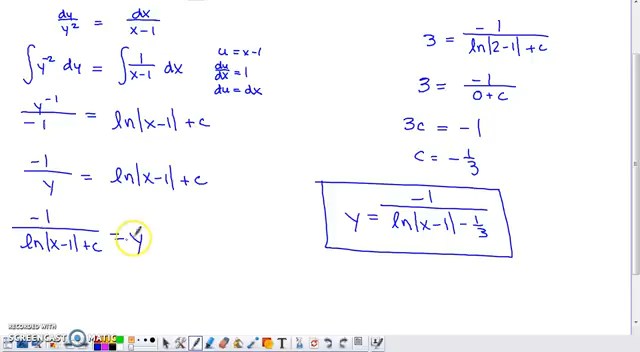 dy/y² = dx/x-1
∫ y⁻² dy = ∫ 1/x-1 dx
u = x-1
du/dx = 1
du = dx
y⁻¹/-1 = ln|x-1| + c
-1/y = ln|x-1| + c
-1/ln|x-1| + c = y
3 = -1/ln|2-1| + c
3 = -1/0 + c
3c = -1
c = -1/3
y = -1/ln|x-1| - 1/3
RECORDED WITH
SCREENCAST MATIC
T